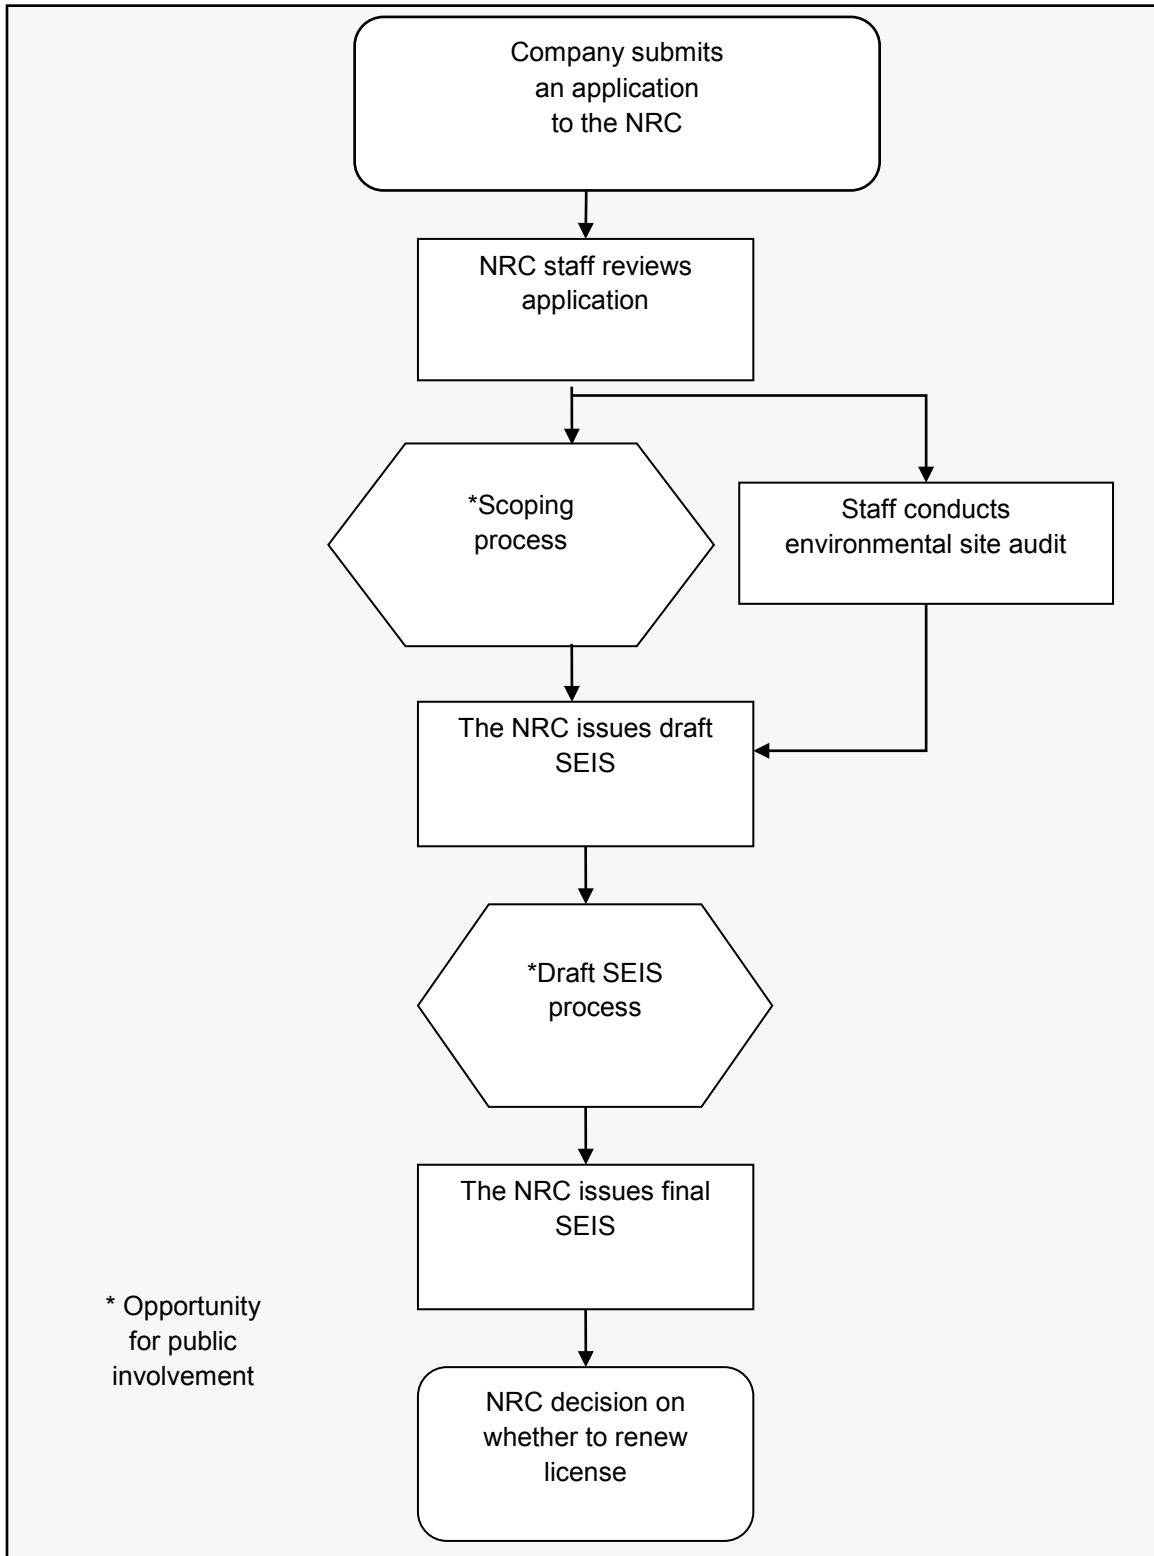 Company submits
an application
to the NRC
NRC staff reviews
application
*Scoping
process
Staff conducts
environmental site audit
The NRC issues draft
SEIS
*Draft SEIS
process
The NRC issues final
SEIS
* Opportunity
for public
involvement
NRC decision on
whether to renew
license